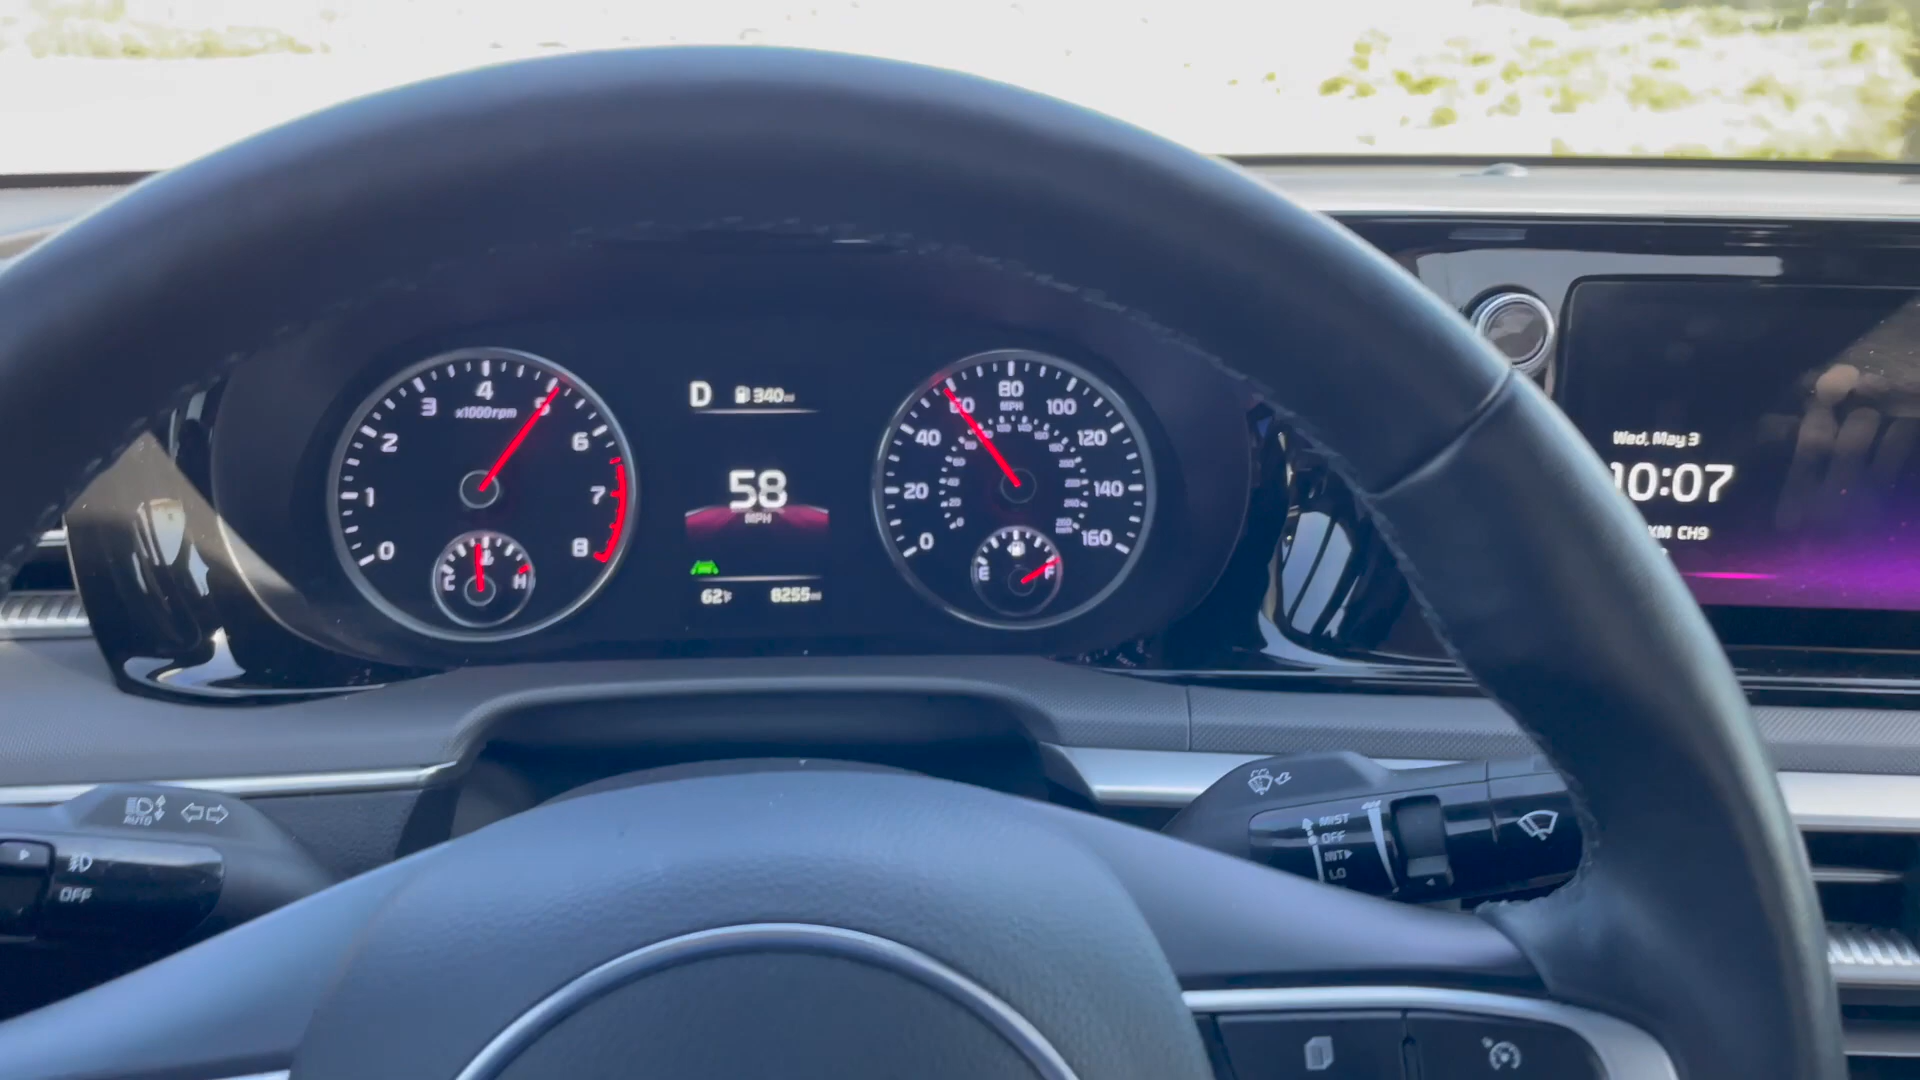 4
3
5
x1000rpm
2
6
1
7
0
8
C
H
D 340mi
58
MPH
62°F 8255mi
80
MPH
60
100
40
120
20
140
0
160
E
F
Wed, May 3
10:07
XM CH9
AUTO
OFF
MIST
OFF
INT
LO